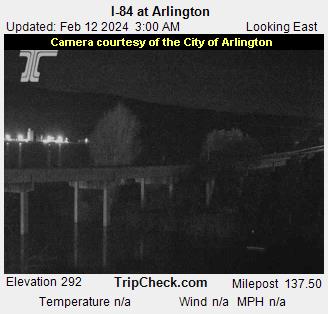 I-84 at Arlington
Updated: Feb 12 2024 3:00 AM Looking East
Camera courtesy of the City of Arlington
Elevation 292 TripCheck.com Milepost 137.50
Temperature n/a Wind n/a MPH n/a